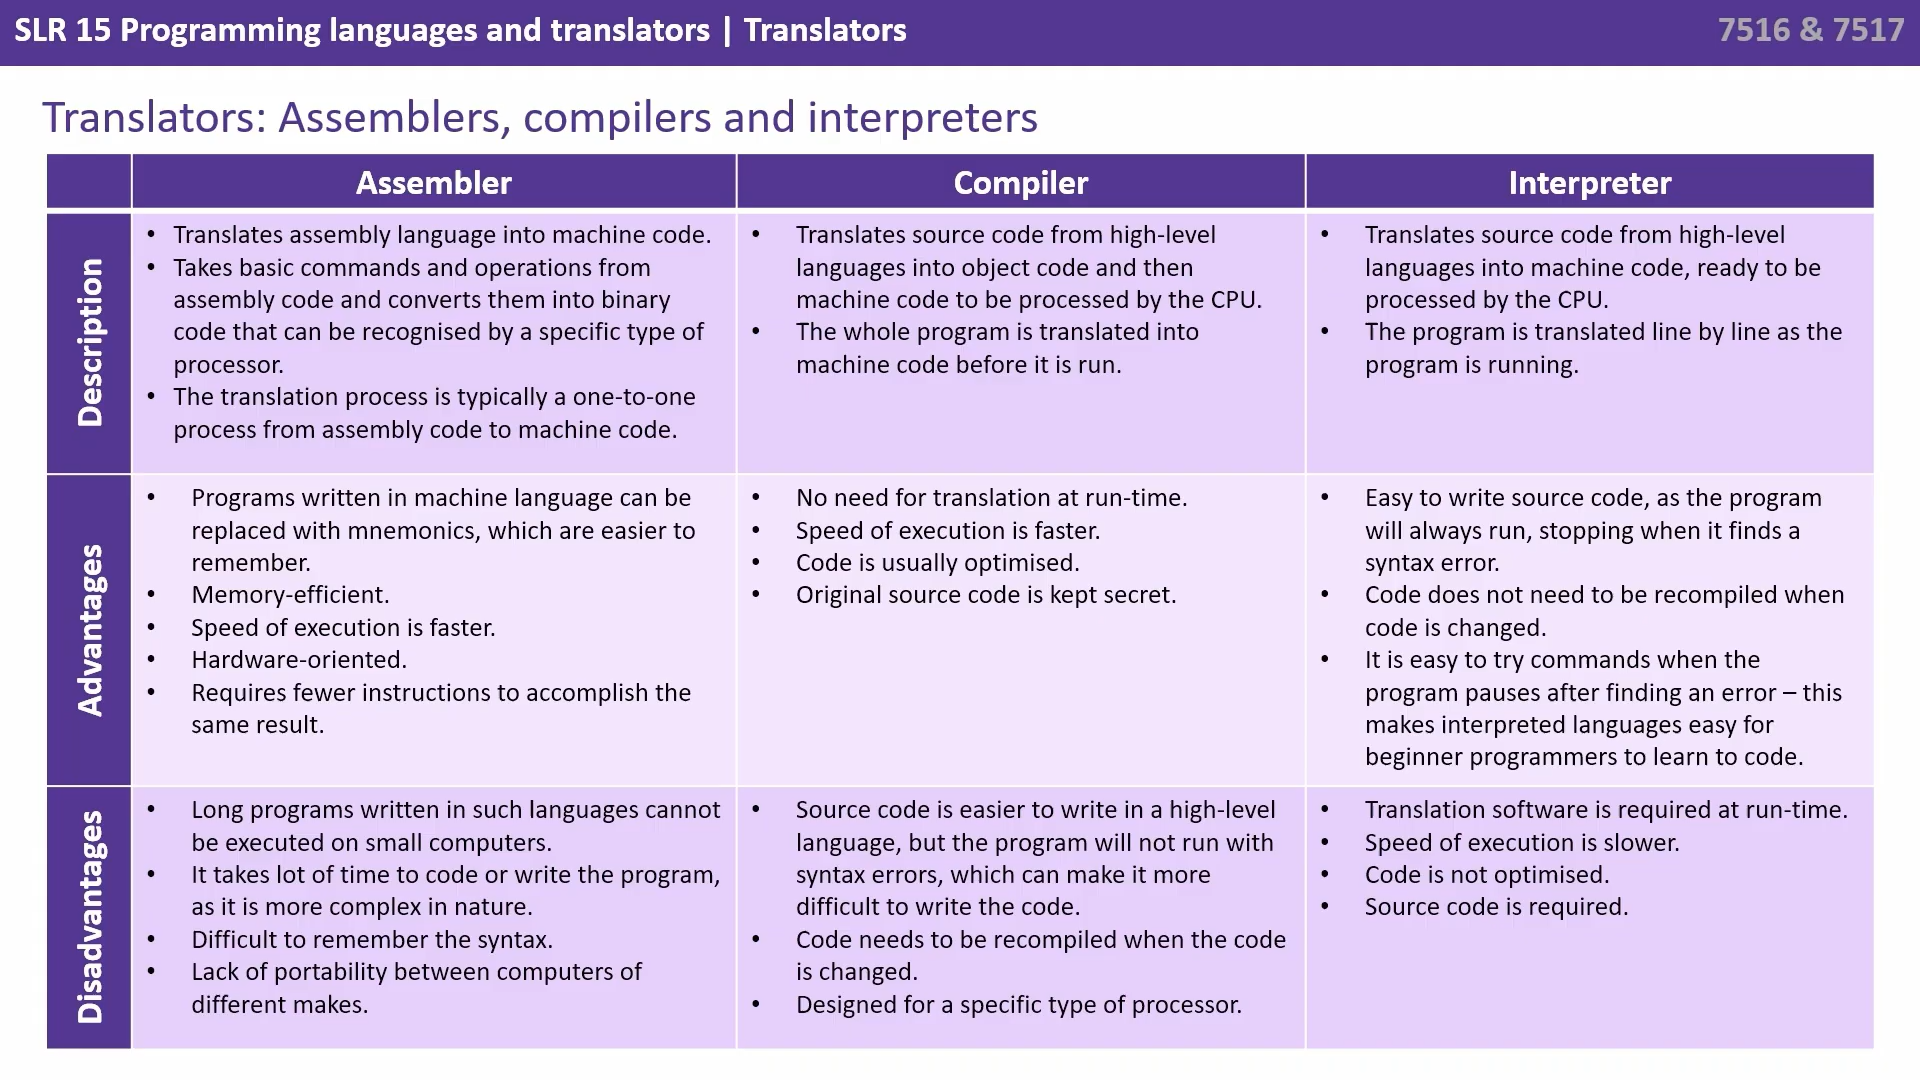 SLR 15 Programming languages and translators | Translators
7516 & 7517
Translators: Assemblers, compilers and interpreters
Assembler
Compiler
Interpreter
Description
• Translates assembly language into machine code.
• Takes basic commands and operations from
assembly code and converts them into binary
code that can be recognised by a specific type of
processor.
• The translation process is typically a one-to-one
process from assembly code to machine code.
• Translates source code from high-level
languages into object code and then
machine code to be processed by the CPU.
• The whole program is translated into
machine code before it is run.
• Translates source code from high-level
languages into machine code, ready to be
processed by the CPU.
• The program is translated line by line as the
program is running.
Advantages
• Programs written in machine language can be
replaced with mnemonics, which are easier to
remember.
• Memory-efficient.
• Speed of execution is faster.
• Hardware-oriented.
• Requires fewer instructions to accomplish the
same result.
• No need for translation at run-time.
• Speed of execution is faster.
• Code is usually optimised.
• Original source code is kept secret.
• Easy to write source code, as the program
will always run, stopping when it finds a
syntax error.
• Code does not need to be recompiled when
code is changed.
• It is easy to try commands when the
program pauses after finding an error – this
makes interpreted languages easy for
beginner programmers to learn to code.
Disadvantages
• Long programs written in such languages cannot
be executed on small computers.
• It takes lot of time to code or write the program,
as it is more complex in nature.
• Difficult to remember the syntax.
• Lack of portability between computers of
different makes.
• Source code is easier to write in a high-level
language, but the program will not run with
syntax errors, which can make it more
difficult to write the code.
• Code needs to be recompiled when the code
is changed.
• Designed for a specific type of processor.
• Translation software is required at run-time.
• Speed of execution is slower.
• Code is not optimised.
• Source code is required.